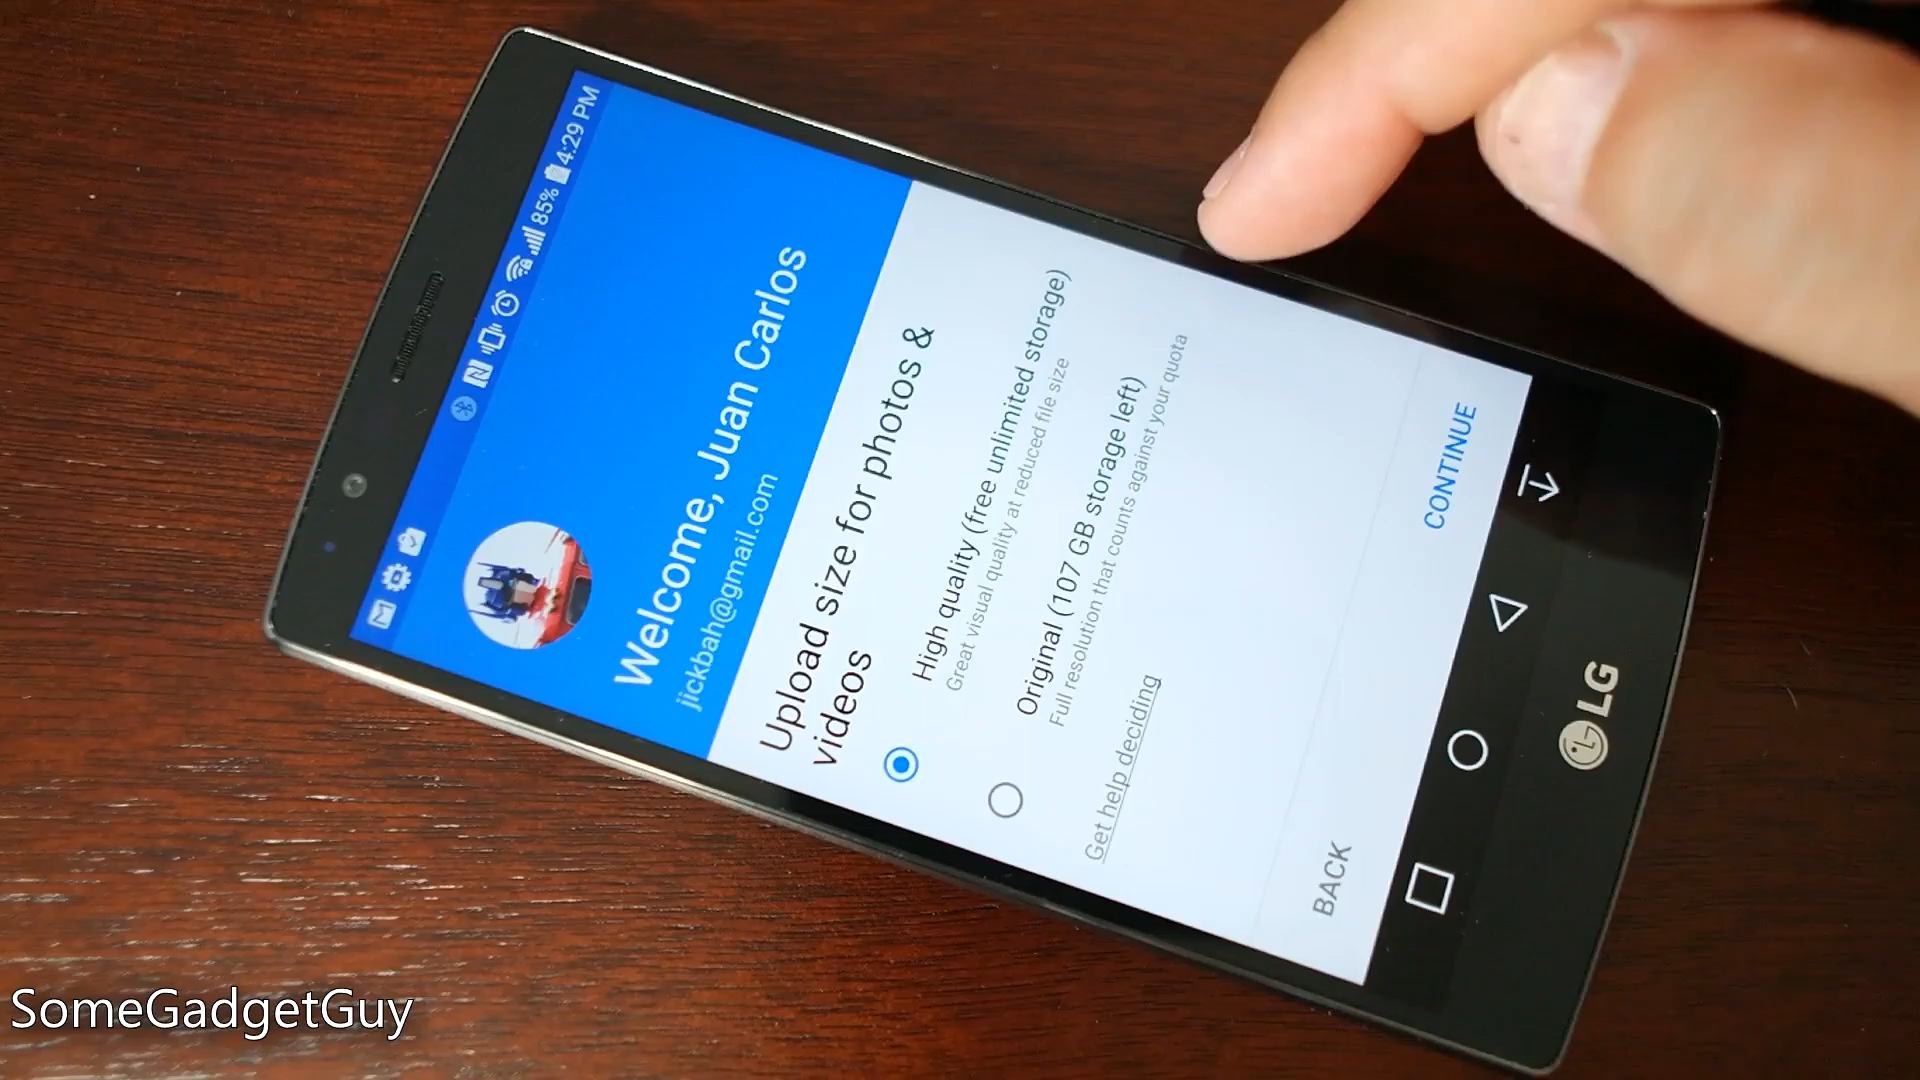 85% 4:29 PM
Welcome, Juan Carlos
jickbah@gmail.com
Upload size for photos &
videos
High quality (free unlimited storage)
Great visual quality at reduced file size
Original (107 GB storage left)
Full resolution that counts against your quota
Get help deciding
BACK
CONTINUE
LG
SomeGadgetGuy